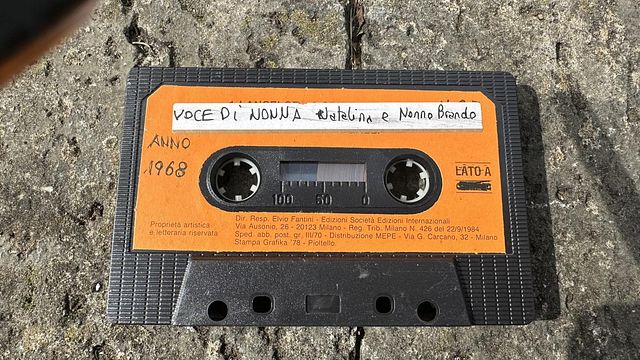 VOCE DI NONNA Natalina e Nonno Brando
ANNO
1968
LATO A
100 50 0
Proprietà artistica
e letteraria riservata
Dir. Resp. Elvio Fantini - Edizioni Società Edizioni Internazionali
Via Ausonio, 26 - 20123 Milano - Reg. Trib. Milano N. 426 del 22/9/1984
Sped. abb. post. gr. III/70 - Distribuzione MEPE - Via G. Carcano, 32 - Milano
Stampa Grafika '78 - Pioltello.